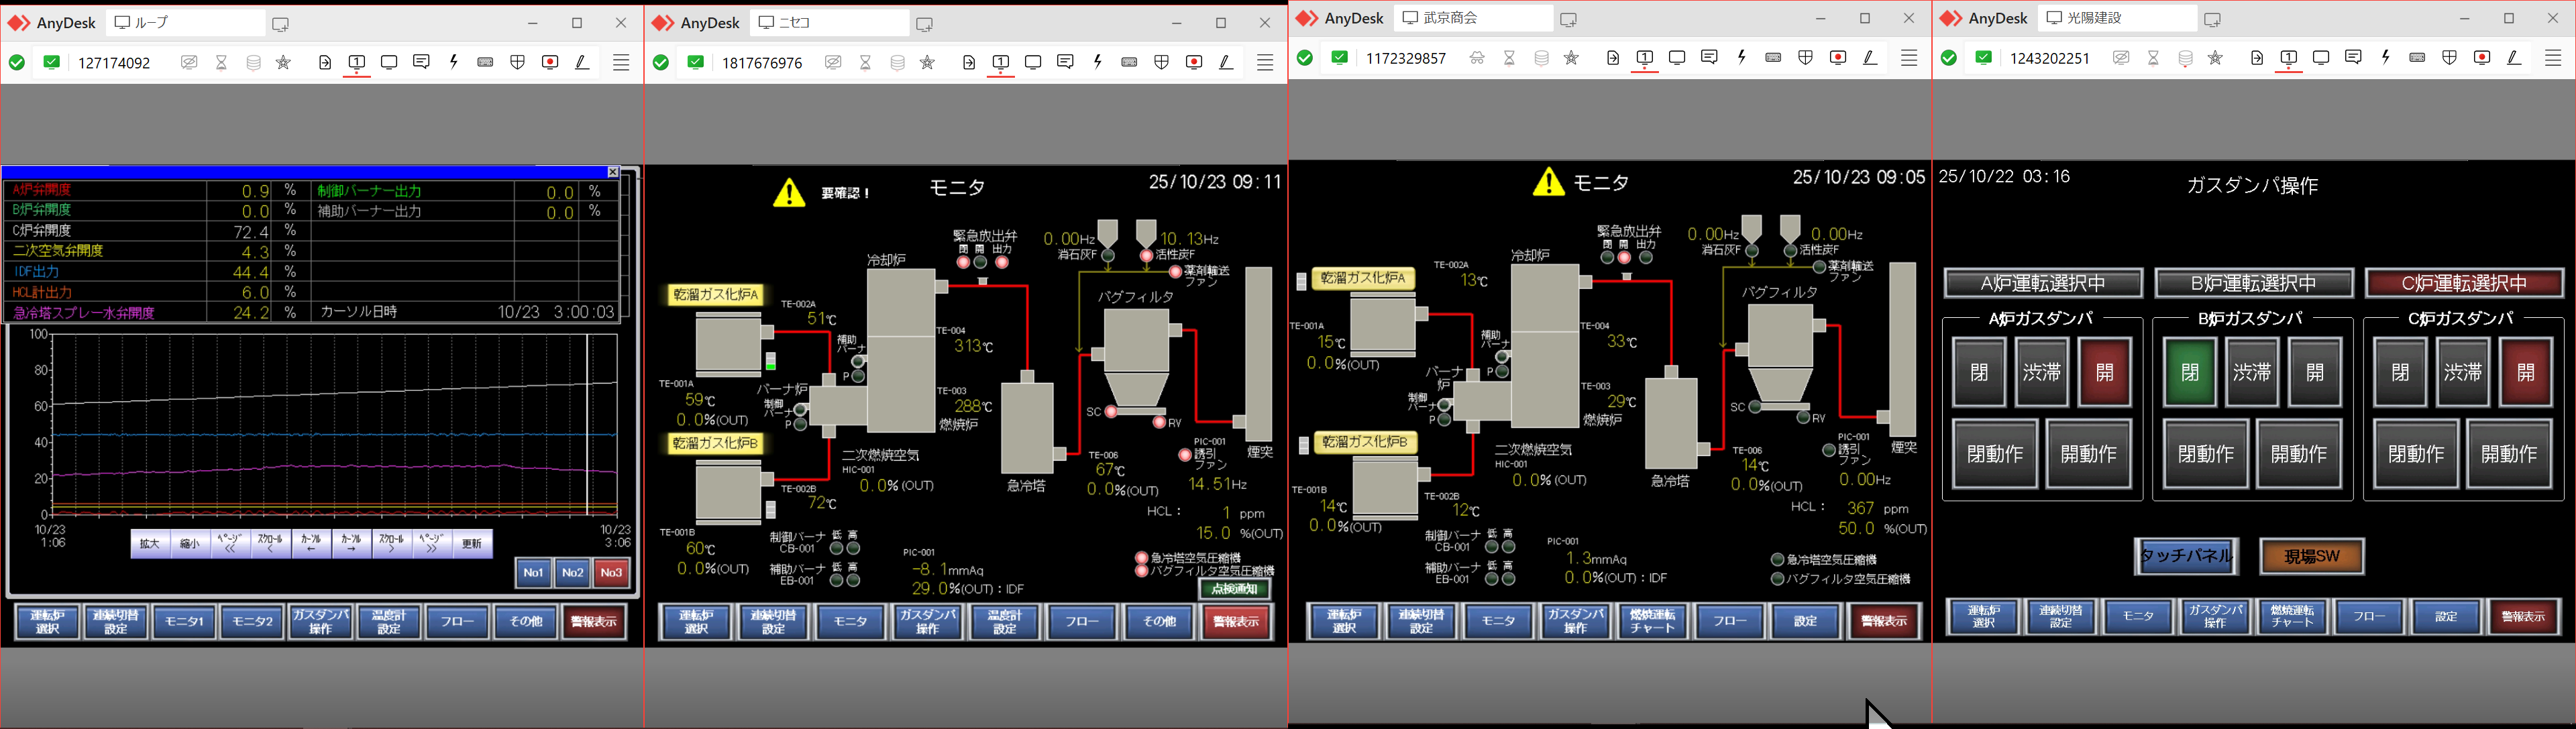 AnyDesk ループ
127174092
A炉弁開度 0.9 % 制御バーナー出力 0.0 %
B炉弁開度 0.0 % 補助バーナー出力 0.0 %
C炉弁開度 72.4 %
二次空気弁開度 4.3 %
IDF出力 44.4 %
HCL計出力 6.0 %
急冷塔スプレー水弁開度 24.2 % カーソル日時 10/23 3:00:03
100
80
60
40
20
0
10/23 1:06
10/23 3:06
拡大 縮小 ページ << スクロール < カーソル ← カーソル → スクロール > ページ >> 更新
No1 No2 No3
運転炉選択 連続切替設定 モニタ1 モニタ2 ガスダンパ操作 温度計設定 フロー その他 警報表示
AnyDesk ニセコ
1817676976
要確認！ モニタ 25/10/23 09:11
緊急放出弁
閉 開 出力
0.00Hz 10.13Hz
消石灰F 活性炭F
薬剤輸送ファン
冷却炉
バグフィルタ
乾溜ガス化炉A
TE-002A
51℃
TE-004
313℃
補助バーナ
P
TE-001A
59℃
0.0%(OUT)
バーナ炉
制御バーナ
P
TE-003
288℃
燃焼炉
SC RV
乾溜ガス化炉B
二次燃焼空気
HIC-001
0.0%(OUT)
PIC-001
誘引ファン
14.51Hz
煙突
TE-006
67℃
0.0%(OUT)
急冷塔
TE-002B
72℃
HCL： 1 ppm
15.0 %(OUT)
TE-001B
60℃
0.0%(OUT)
制御バーナ 低 高
CB-001
補助バーナ 低 高
EB-001
PIC-001
-8.1mmAq
29.0%(OUT)：IDF
急冷塔空気圧縮機
バグフィルタ空気圧縮機
点検通知
運転炉選択 連続切替設定 モニタ ガスダンパ操作 温度計設定 フロー その他 警報表示
AnyDesk 武京商会
1172329857
モニタ 25/10/23 09:05
緊急放出弁
閉 開 出力
0.00Hz 0.00Hz
消石灰F 活性炭F
薬剤輸送ファン
冷却炉
バグフィルタ
乾溜ガス化炉A
TE-002A
13℃
TE-001A
15℃
0.0%(OUT)
TE-004
33℃
補助バーナ
P
バーナ炉
制御バーナ
P
TE-003
29℃
燃焼炉
SC RV
乾溜ガス化炉B
二次燃焼空気
HIC-001
0.0%(OUT)
PIC-001
誘引ファン
0.00Hz
煙突
TE-006
14℃
0.0%(OUT)
急冷塔
TE-001B
14℃
0.0%(OUT)
TE-002B
12℃
HCL： 367 ppm
50.0 %(OUT)
制御バーナ 低 高
CB-001
補助バーナ 低 高
EB-001
PIC-001
1.3mmAq
0.0%(OUT)：IDF
急冷塔空気圧縮機
バグフィルタ空気圧縮機
運転炉選択 連続切替設定 モニタ ガスダンパ操作 燃焼運転チャート フロー 設定 警報表示
AnyDesk 光陽建設
1243202251
25/10/22 03:16 ガスダンパ操作
A炉運転選択中 B炉運転選択中 C炉運転選択中
A炉ガスダンパ B炉ガスダンパ C炉ガスダンパ
閉 渋滞 開 閉 渋滞 開 閉 渋滞 開
閉動作 開動作 閉動作 開動作 閉動作 開動作
タッチパネル 現場SW
運転炉選択 連続切替設定 モニタ ガスダンパ操作 燃焼運転チャート フロー 設定 警報表示